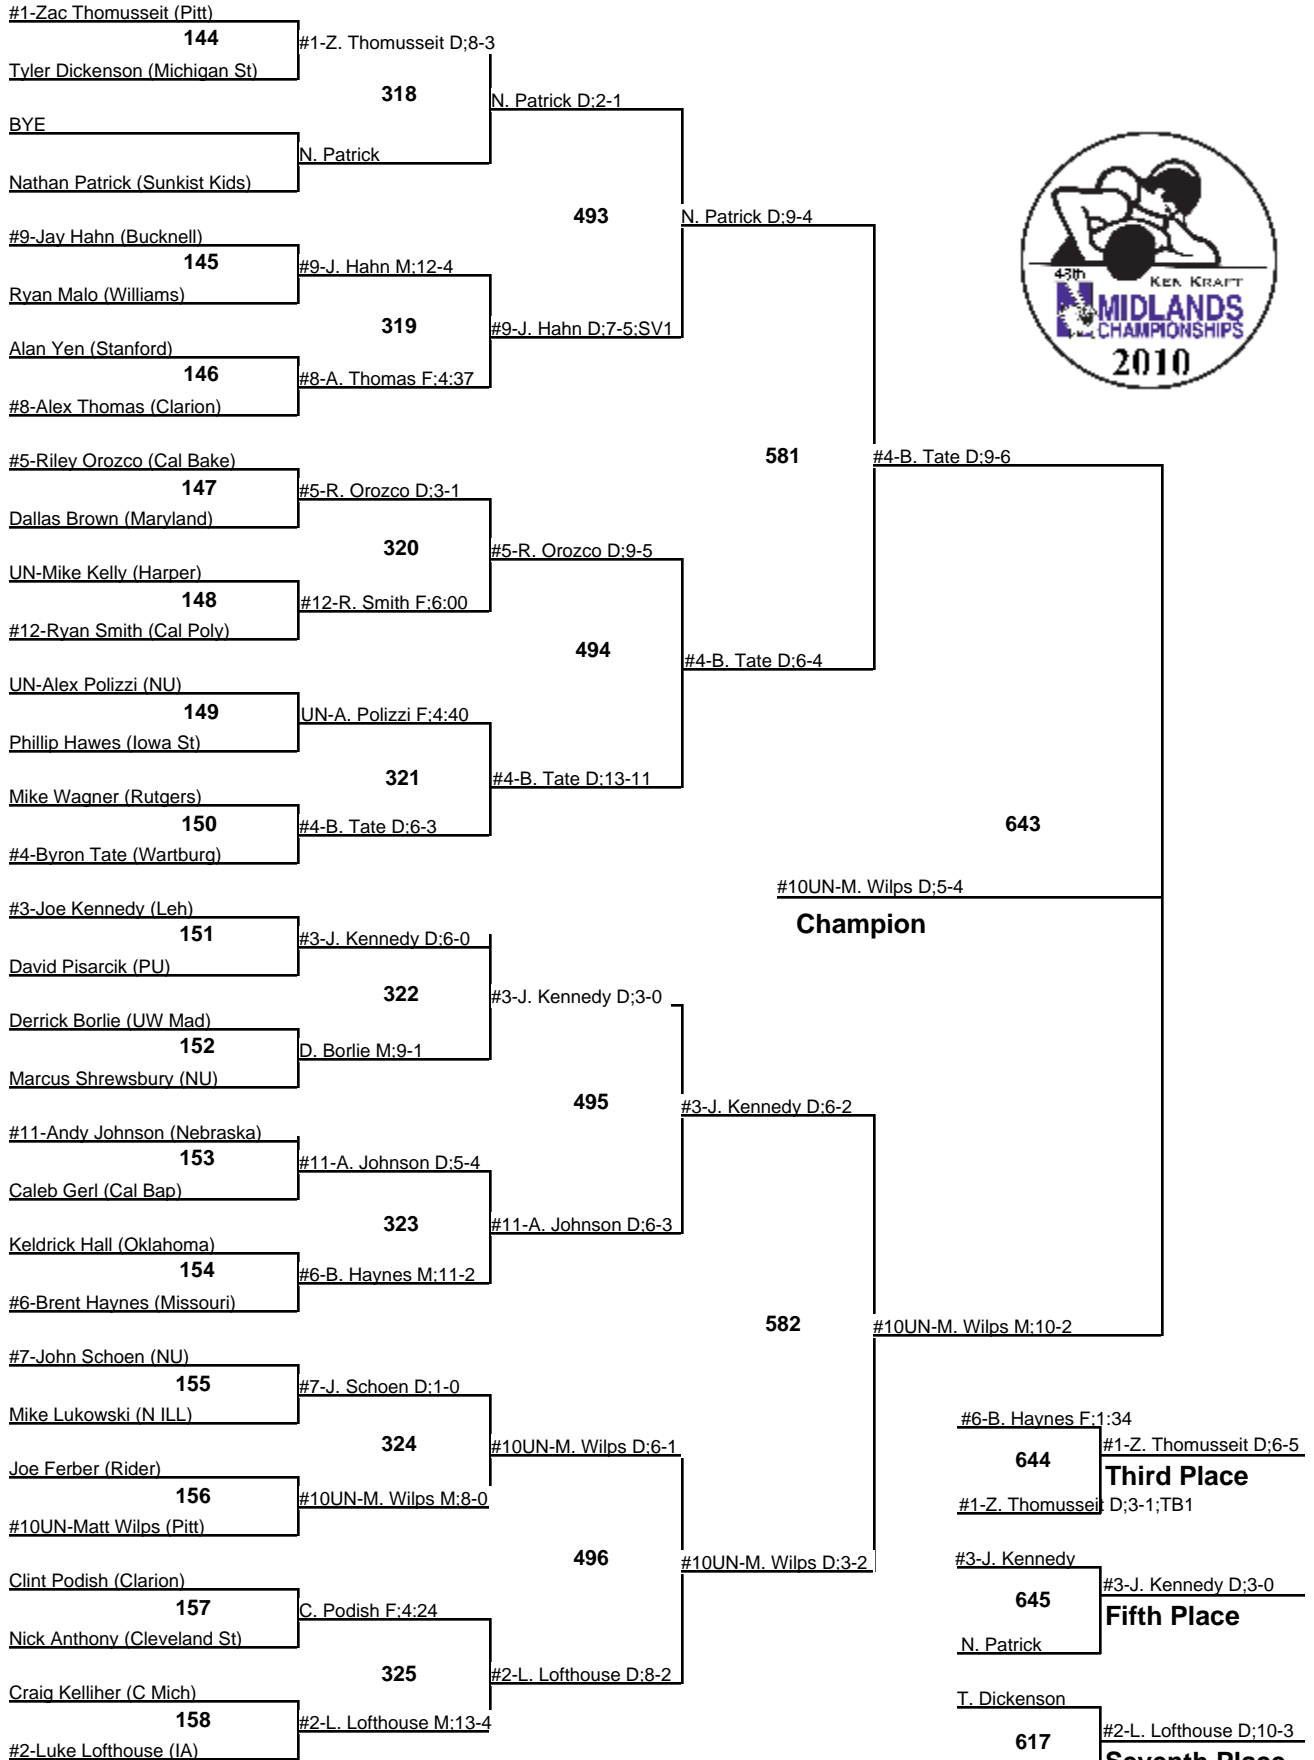 #1-Zac Thomusseit (Pitt)
144
#1-Z. Thomusseit D;8-3
Tyler Dickenson (Michigan St)
318
N. Patrick D;2-1
BYE
N. Patrick
Nathan Patrick (Sunkist Kids)
493
N. Patrick D;9-4
#9-Jay Hahn (Bucknell)
145
#9-J. Hahn M;12-4
Ryan Malo (Williams)
319
#9-J. Hahn D;7-5;SV1
Alan Yen (Stanford)
146
#8-A. Thomas F;4:37
#8-Alex Thomas (Clarion)
48th
KEN KRAFT
N MIDLANDS
CHAMPIONSHIPS
2010
581
#4-B. Tate D;9-6
#5-Riley Orozco (Cal Bake)
147
#5-R. Orozco D;3-1
Dallas Brown (Maryland)
320
#5-R. Orozco D;9-5
UN-Mike Kelly (Harper)
148
#12-R. Smith F;6:00
#12-Ryan Smith (Cal Poly)
494
#4-B. Tate D;6-4
UN-Alex Polizzi (NU)
149
UN-A. Polizzi F;4:40
Phillip Hawes (Iowa St)
321
#4-B. Tate D;13-11
Mike Wagner (Rutgers)
150
#4-B. Tate D;6-3
#4-Byron Tate (Wartburg)
643
#10UN-M. Wilps D;5-4
Champion
#3-Joe Kennedy (Leh)
151
#3-J. Kennedy D;6-0
David Pisarcik (PU)
322
#3-J. Kennedy D;3-0
Derrick Borlie (UW Mad)
152
D. Borlie M;9-1
Marcus Shrewsbury (NU)
495
#3-J. Kennedy D;6-2
#11-Andy Johnson (Nebraska)
153
#11-A. Johnson D;5-4
Caleb Gerl (Cal Bap)
323
#11-A. Johnson D;6-3
Keldrick Hall (Oklahoma)
154
#6-B. Haynes M;11-2
#6-Brent Haynes (Missouri)
582
#10UN-M. Wilps M;10-2
#7-John Schoen (NU)
155
#7-J. Schoen D;1-0
Mike Lukowski (N ILL)
324
#10UN-M. Wilps D;6-1
Joe Ferber (Rider)
156
#10UN-M. Wilps M;8-0
#10UN-Matt Wilps (Pitt)
496
#10UN-M. Wilps D;3-2
Clint Podish (Clarion)
157
C. Podish F;4:24
Nick Anthony (Cleveland St)
325
#2-L. Lofthouse D;8-2
Craig Kelliher (C Mich)
158
#2-L. Lofthouse M;13-4
#2-Luke Lofthouse (IA)
#6-B. Haynes F;1:34
644
#1-Z. Thomusseit D;6-5
Third Place
#1-Z. Thomusseit D;3-1;TB1
#3-J. Kennedy
645
#3-J. Kennedy D;3-0
Fifth Place
N. Patrick
T. Dickenson
617
#2-L. Lofthouse D;10-3
Seventh Place